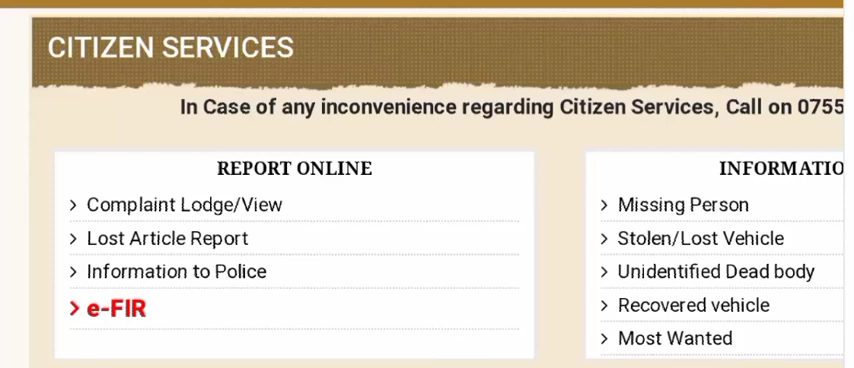 CITIZEN SERVICES
In Case of any inconvenience regarding Citizen Services, Call on 0755
REPORT ONLINE
> Complaint Lodge/View
> Lost Article Report
> Information to Police
> e-FIR
INFORMATIO
> Missing Person
> Stolen/Lost Vehicle
> Unidentified Dead body
> Recovered vehicle
> Most Wanted